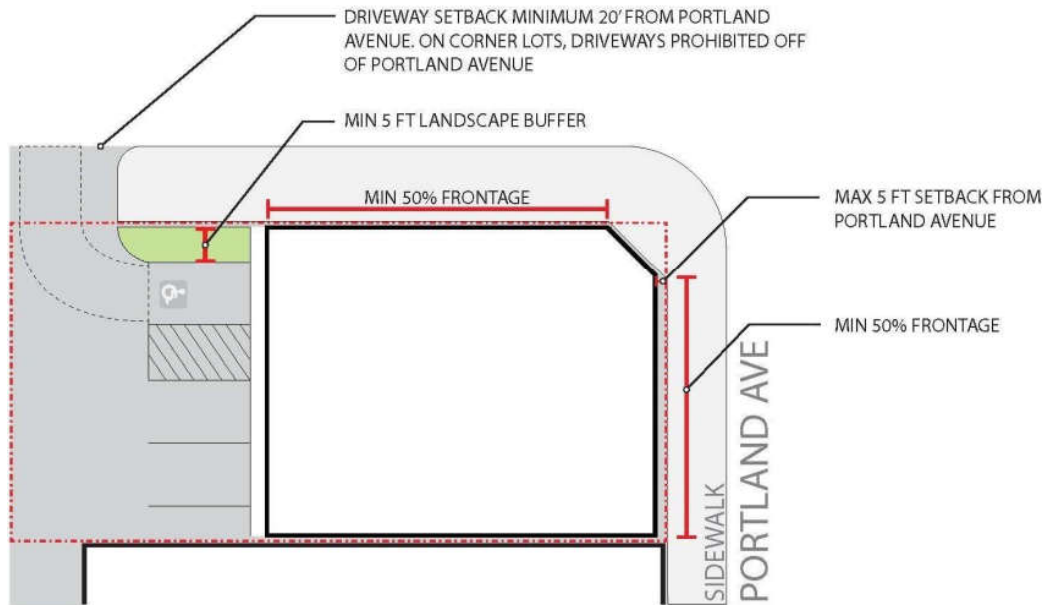 DRIVEWAY SETBACK MINIMUM 20' FROM PORTLAND
AVENUE. ON CORNER LOTS, DRIVEWAYS PROHIBITED OFF
OF PORTLAND AVENUE
MIN 5 FT LANDSCAPE BUFFER
MIN 50% FRONTAGE
MAX 5 FT SETBACK FROM
PORTLAND AVENUE
MIN 50% FRONTAGE
SIDEWALK
PORTLAND AVE